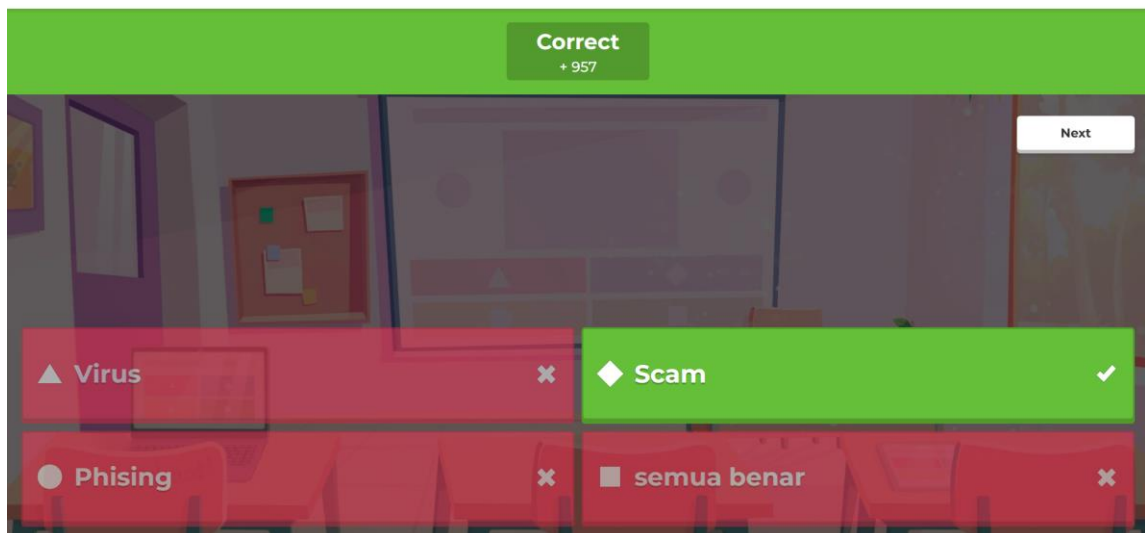 Correct
+ 957
Next
Virus
Scam
Phising
semua benar